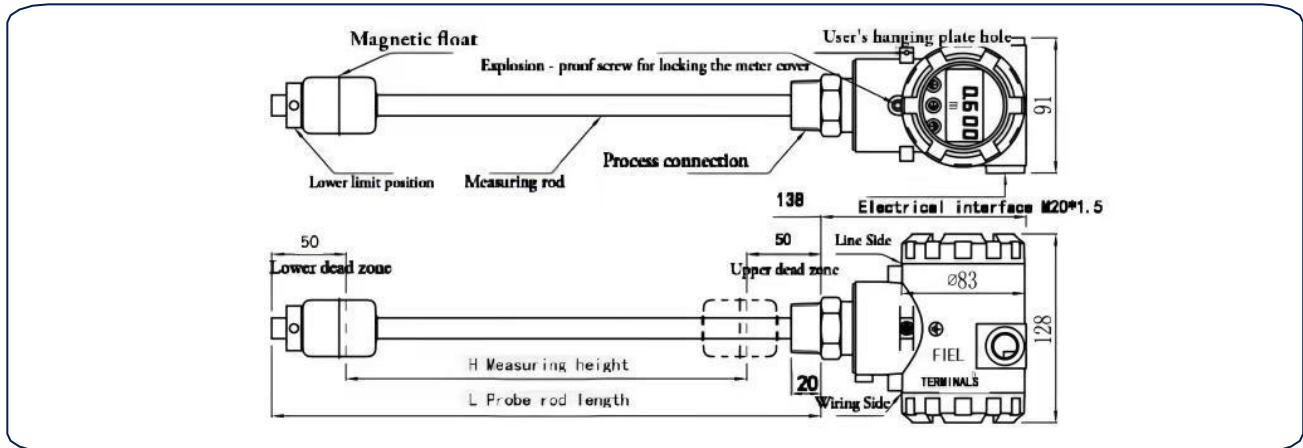 Magnetic float
User's hanging plate hole
Explosion - proof screw for locking the meter cover
0090
91
Process connection
Lower limit position
Measuring rod
138
Electrical interface M20*1.5
50
50
Line Side
Lower dead zone
Upper dead zone
ø83
128
H Measuring height
FIEL
20
TERMINALS
L Probe rod length
Wiring Side